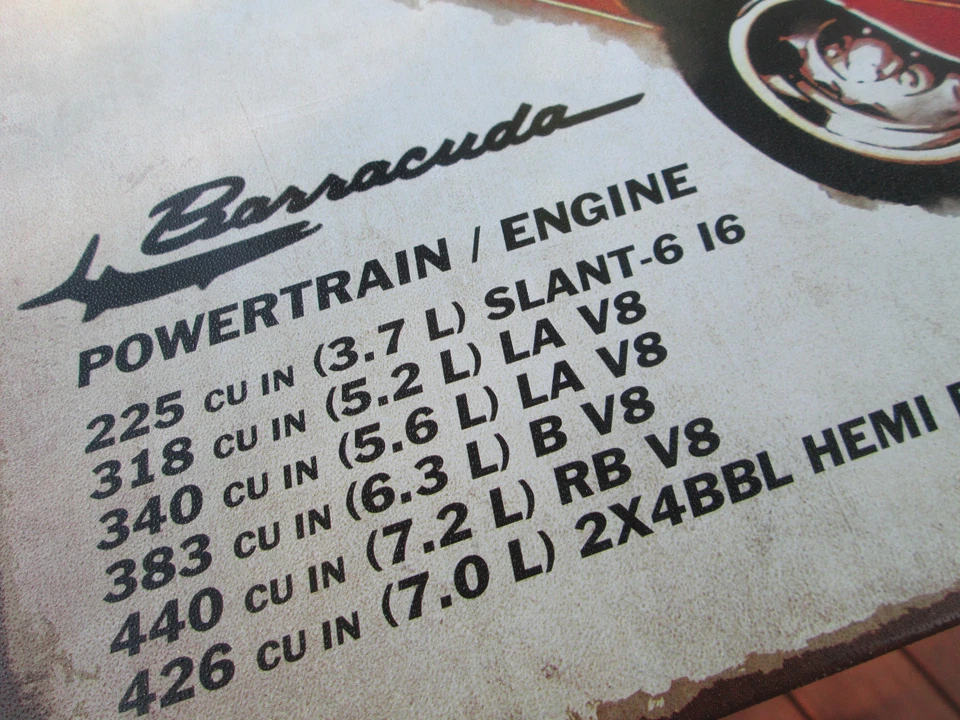 Barracuda
POWERTRAIN / ENGINE
225 CU IN (3.7 L) SLANT-6 I6
318 CU IN (5.2 L) LA V8
340 CU IN (5.6 L) LA V8
383 CU IN (6.3 L) B V8
440 CU IN (7.2 L) RB V8
426 CU IN (7.0 L) 2X4BBL HEMI